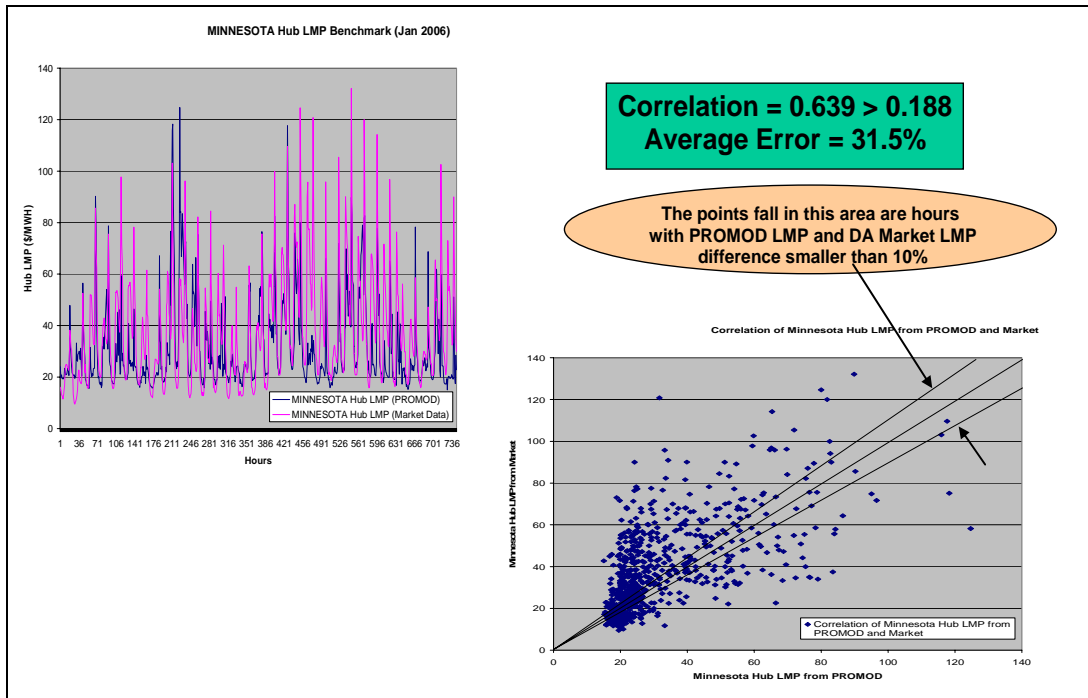 MINNESOTA Hub LMP Benchmark (Jan 2006)
Hub LMP ($/MWH)
140
120
100
80
60
40
20
0
1 36 71 106 141 176 211 246 281 316 351 386 421 456 491 526 561 596 631 666 701 736
Hours
MINNESOTA Hub LMP (PROMOD)
MINNESOTA Hub LMP (Market Data)
Correlation = 0.639 > 0.188
Average Error = 31.5%
The points fall in this area are hours
with PROMOD LMP and DA Market LMP
difference smaller than 10%
Correlation of Minnesota Hub LMP from PROMOD and Market
Minnesota Hub LMP from Market
140
120
100
80
60
40
20
0
0 20 40 60 80 100 120 140
Minnesota Hub LMP from PROMOD
Correlation of Minnesota Hub LMP from
PROMOD and Market